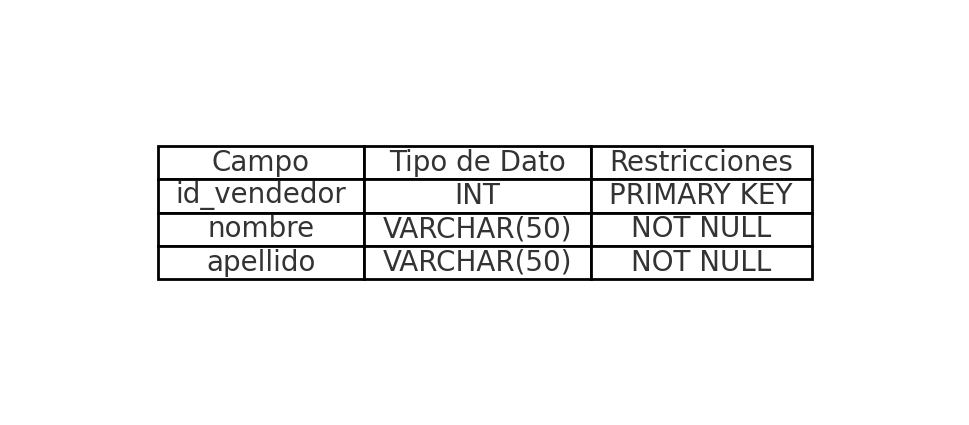 Campo Tipo de Dato Restricciones
id_vendedor INT PRIMARY KEY
nombre VARCHAR(50) NOT NULL
apellido VARCHAR(50) NOT NULL